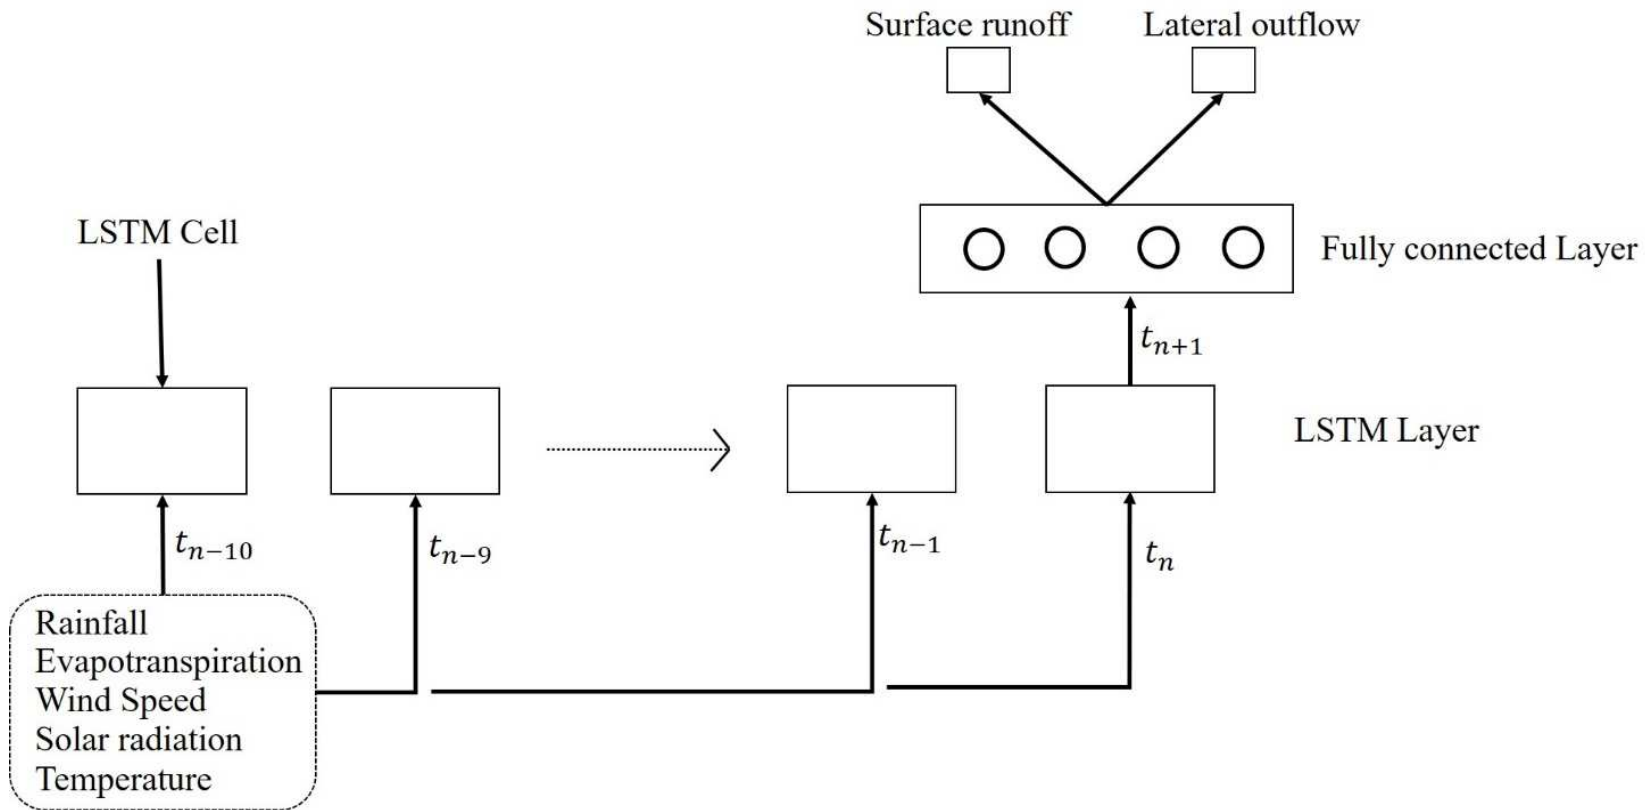 Surface runoff
Lateral outflow
LSTM Cell
Fully connected Layer
t_{n+1}
LSTM Layer
t_{n-10}
t_{n-9}
t_{n-1}
t_n
Rainfall
Evapotranspiration
Wind Speed
Solar radiation
Temperature